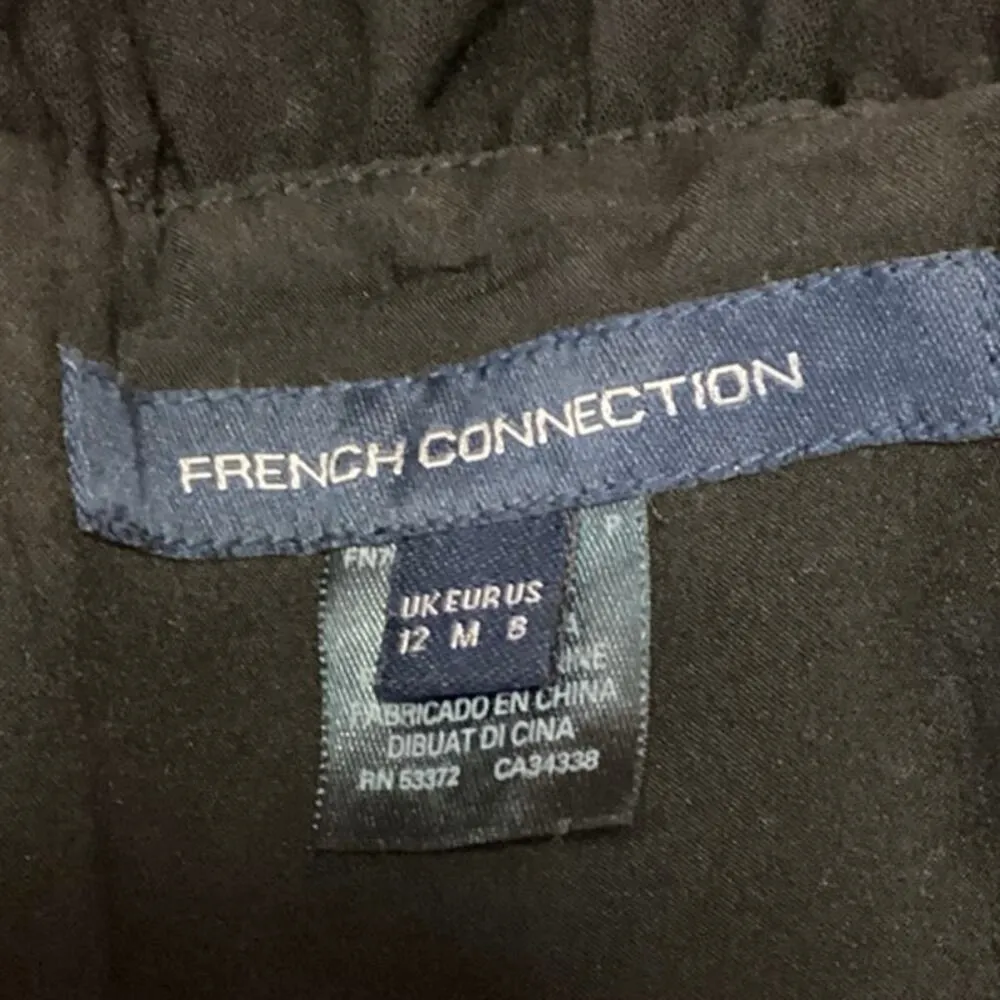 FRENCH CONNECTION
UK EUR US
12 M 8
FABRICADO EN CHINA
DIBUAT DI CINA
RN 53372 CA34338